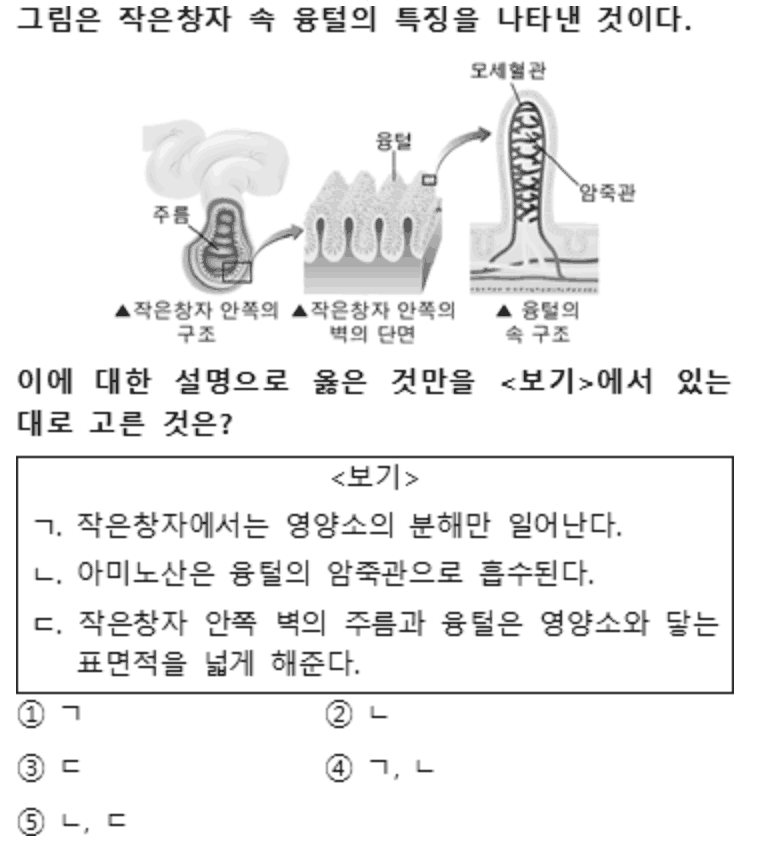 그림은 작은창자 속 융털의 특징을 나타낸 것이다.
모세혈관
융털
암죽관
주름
▲작은창자 안쪽의
구조
▲작은창자 안쪽의
벽의 단면
▲ 융털의
속 구조
이에 대한 설명으로 옳은 것만을 <보기>에서 있는
대로 고른 것은?
<보기>
ㄱ. 작은창자에서는 영양소의 분해만 일어난다.
ㄴ. 아미노산은 융털의 암죽관으로 흡수된다.
ㄷ. 작은창자 안쪽 벽의 주름과 융털은 영양소와 닿는
표면적을 넓게 해준다.
① ㄱ ② ㄴ
③ ㄷ ④ ㄱ, ㄴ
⑤ ㄴ, ㄷ